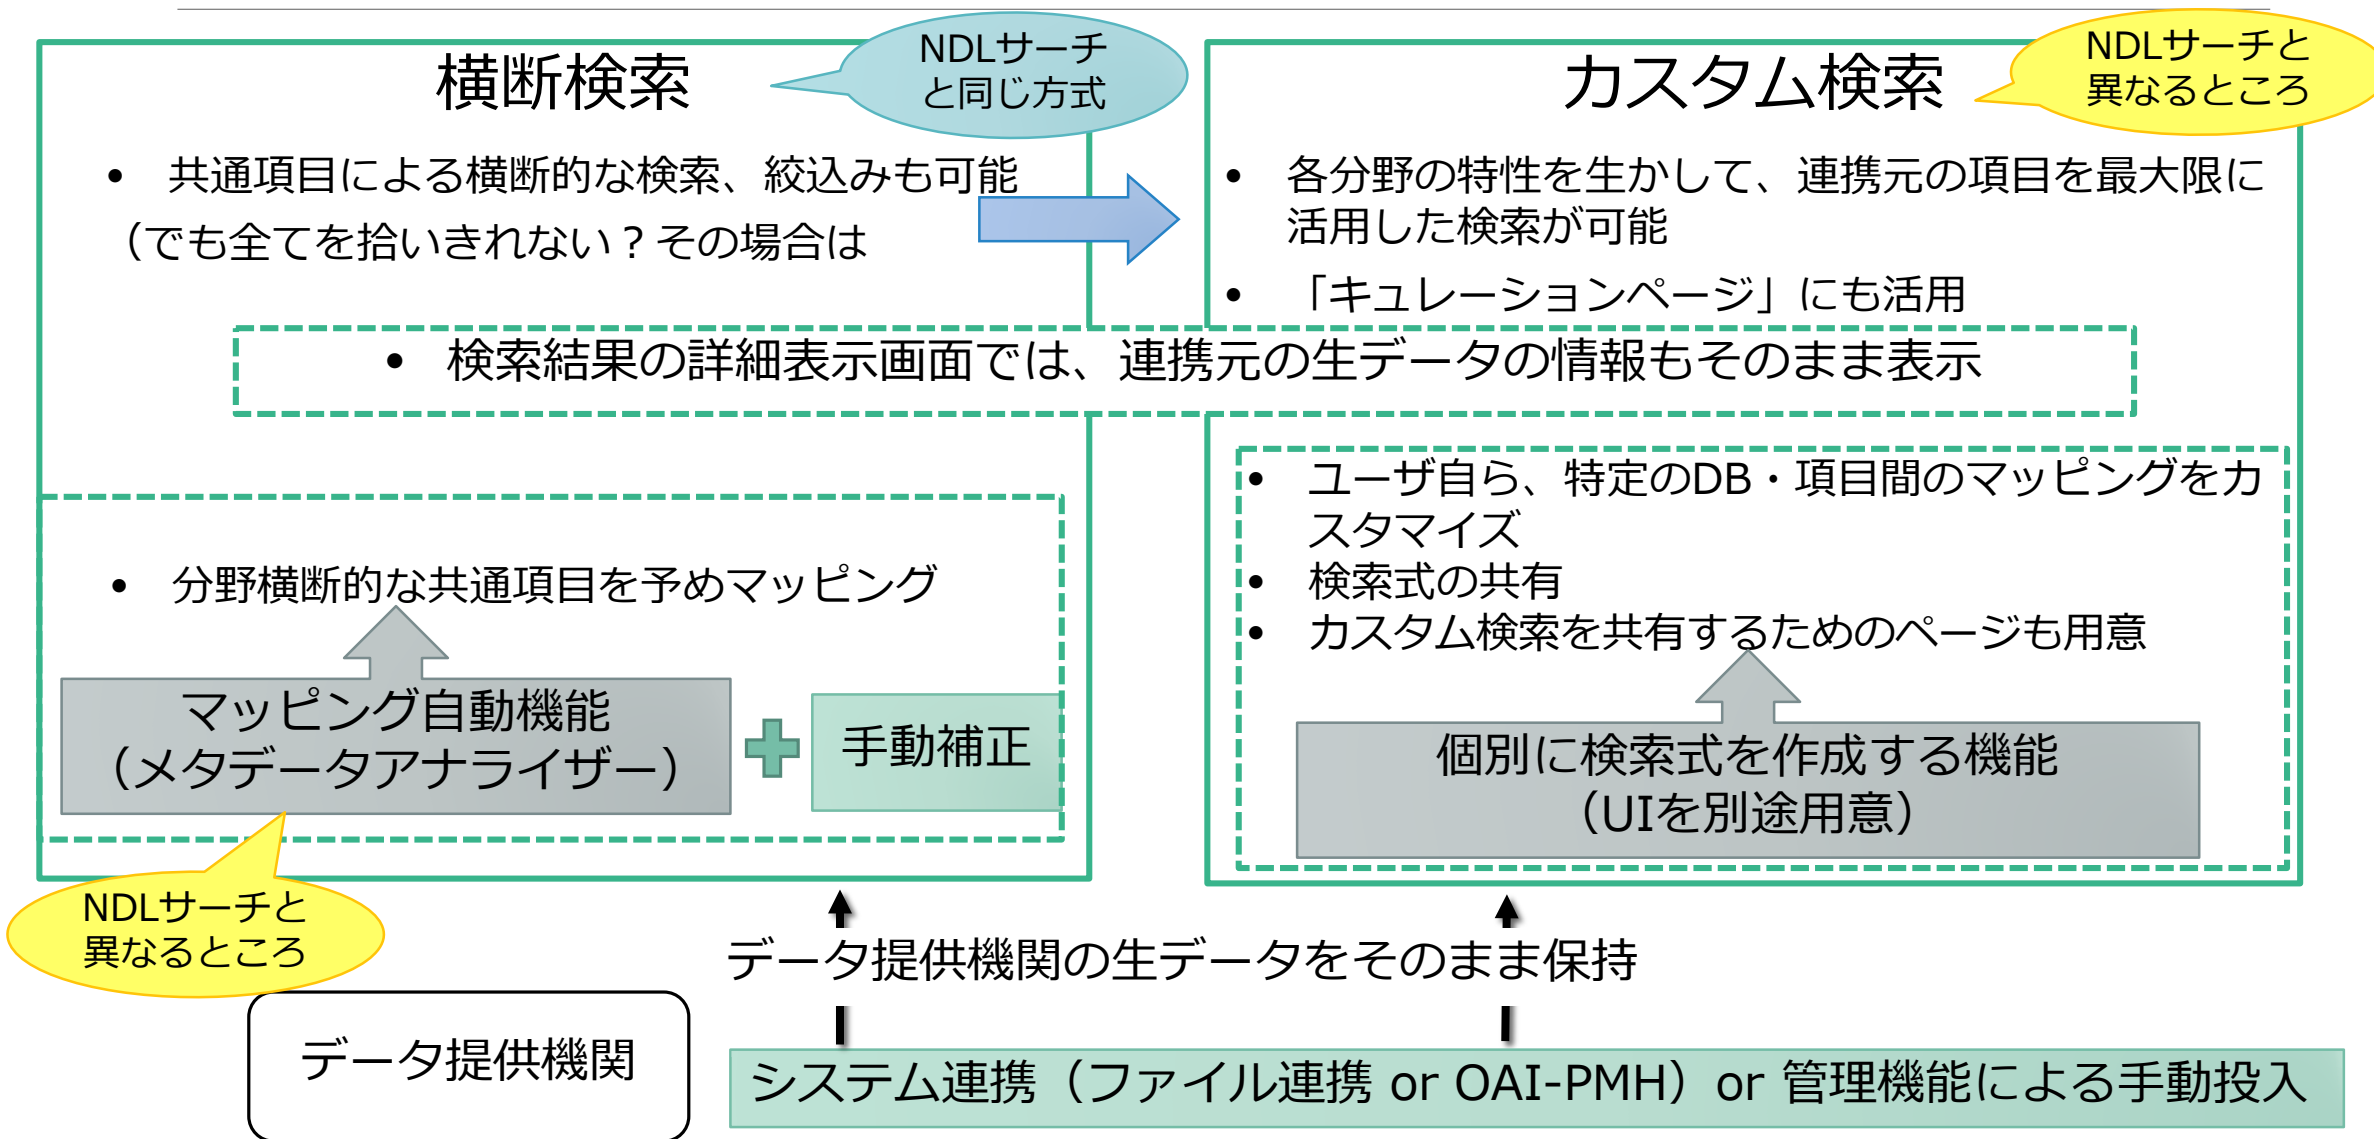 横断検索
NDLサーチ
と同じ方式
• 共通項目による横断的な検索、絞込みも可能
（でも全てを拾いきれない？その場合は
カスタム検索
NDLサーチと
異なるところ
• 各分野の特性を生かして、連携元の項目を最大限に
活用した検索が可能
• 「キュレーションページ」にも活用
• 検索結果の詳細表示画面では、連携元の生データの情報もそのまま表示
• 分野横断的な共通項目を予めマッピング
マッピング自動機能
（メタデータアナライザー）
手動補正
NDLサーチと
異なるところ
• ユーザ自ら、特定のDB・項目間のマッピングをカ
スタマイズ
• 検索式の共有
• カスタム検索を共有するためのページも用意
個別に検索式を作成する機能
（UIを別途用意）
データ提供機関の生データをそのまま保持
データ提供機関
システム連携（ファイル連携 or OAI-PMH）or 管理機能による手動投入